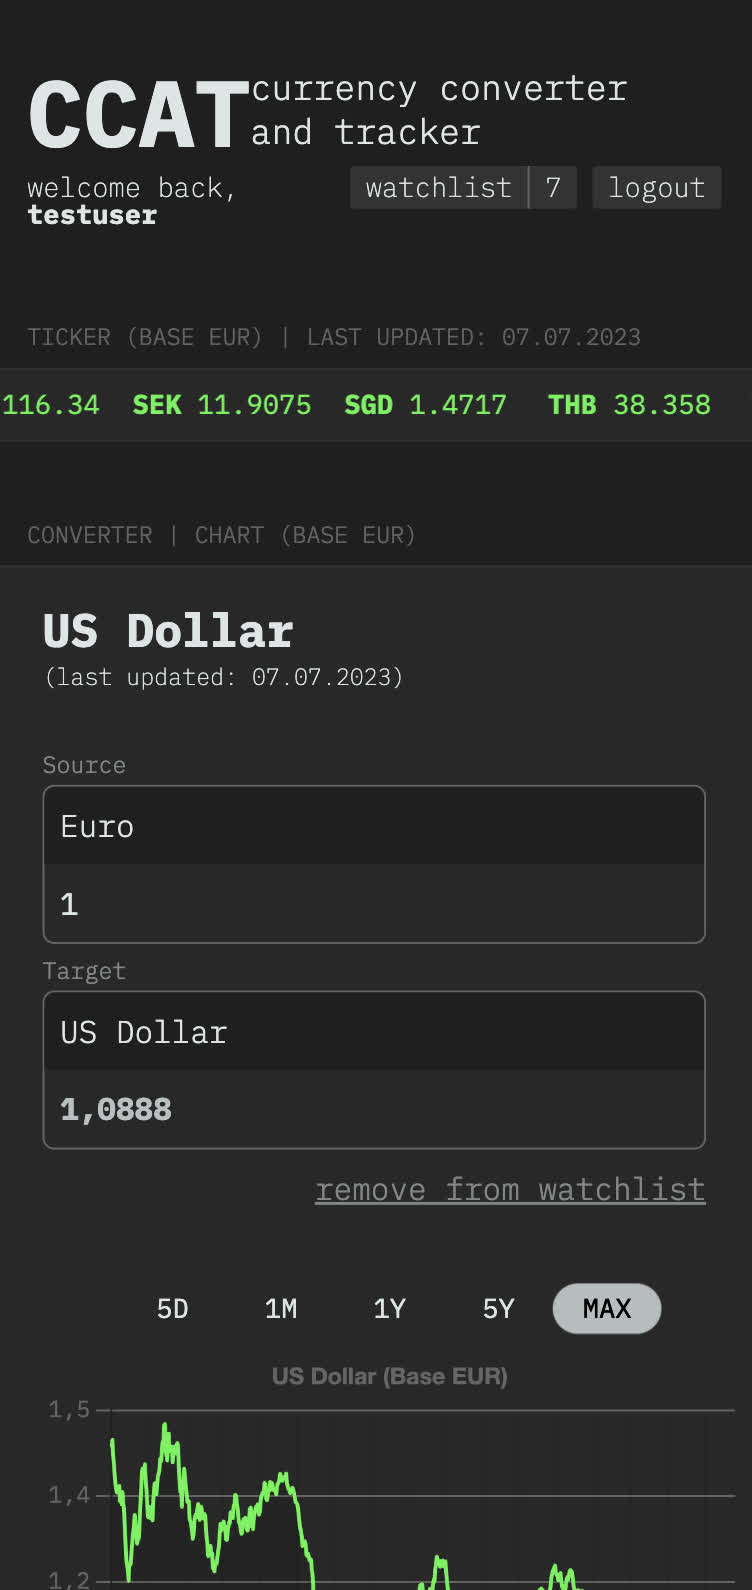 CCAT currency converter
and tracker
welcome back,
testuser
watchlist 7
logout
TICKER (BASE EUR) | LAST UPDATED: 07.07.2023
116.34 SEK 11.9075 SGD 1.4717 THB 38.358
CONVERTER | CHART (BASE EUR)
US Dollar
(last updated: 07.07.2023)
Source
Euro
1
Target
US Dollar
1,0888
remove from watchlist
5D 1M 1Y 5Y MAX
US Dollar (Base EUR)
1,5
1,4
1,2